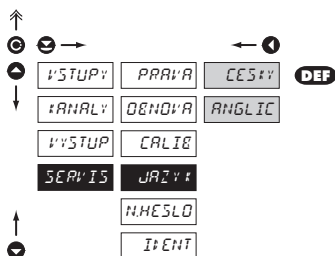 VSTUPY PRAVA CESKY DEF
KANALY OBNOVA ANGLIC
VYSTUP CALIB
SERVIS JAZYK
N.HESLO
IDENT